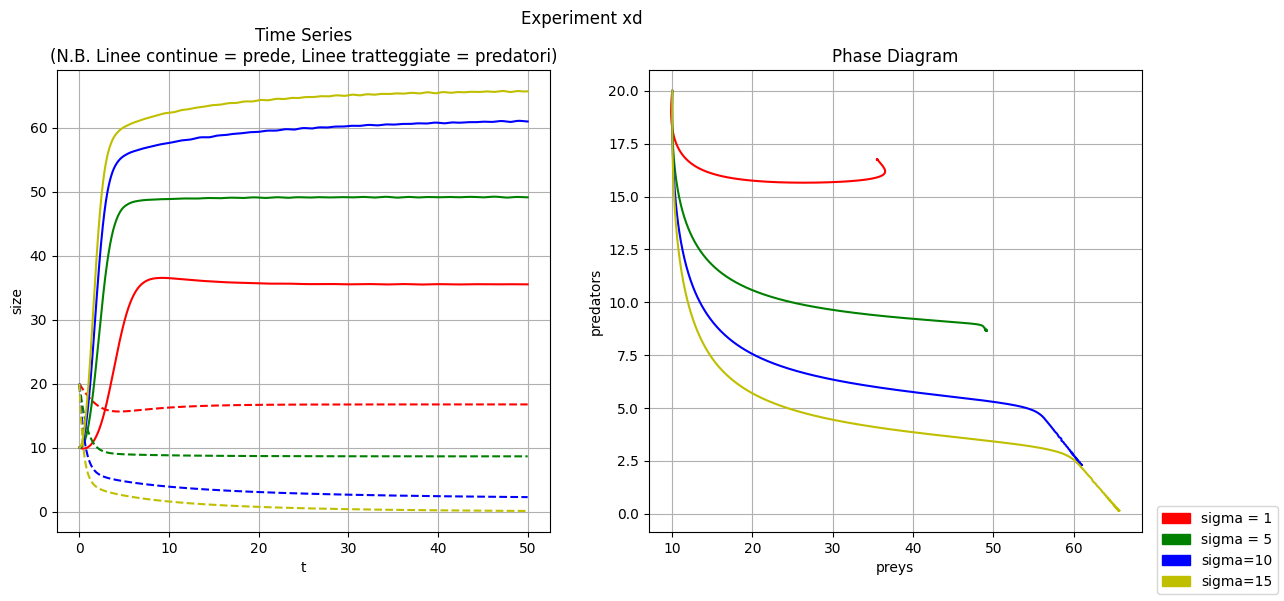 Experiment xd
Time Series
(N.B. Linee continue = prede, Linee tratteggiate = predatori)
size
60
50
40
30
20
10
0
0 10 20 30 40 50
t
Phase Diagram
predators
20.0
17.5
15.0
12.5
10.0
7.5
5.0
2.5
0.0
10 20 30 40 50 60
preys
sigma = 1
sigma = 5
sigma=10
sigma=15